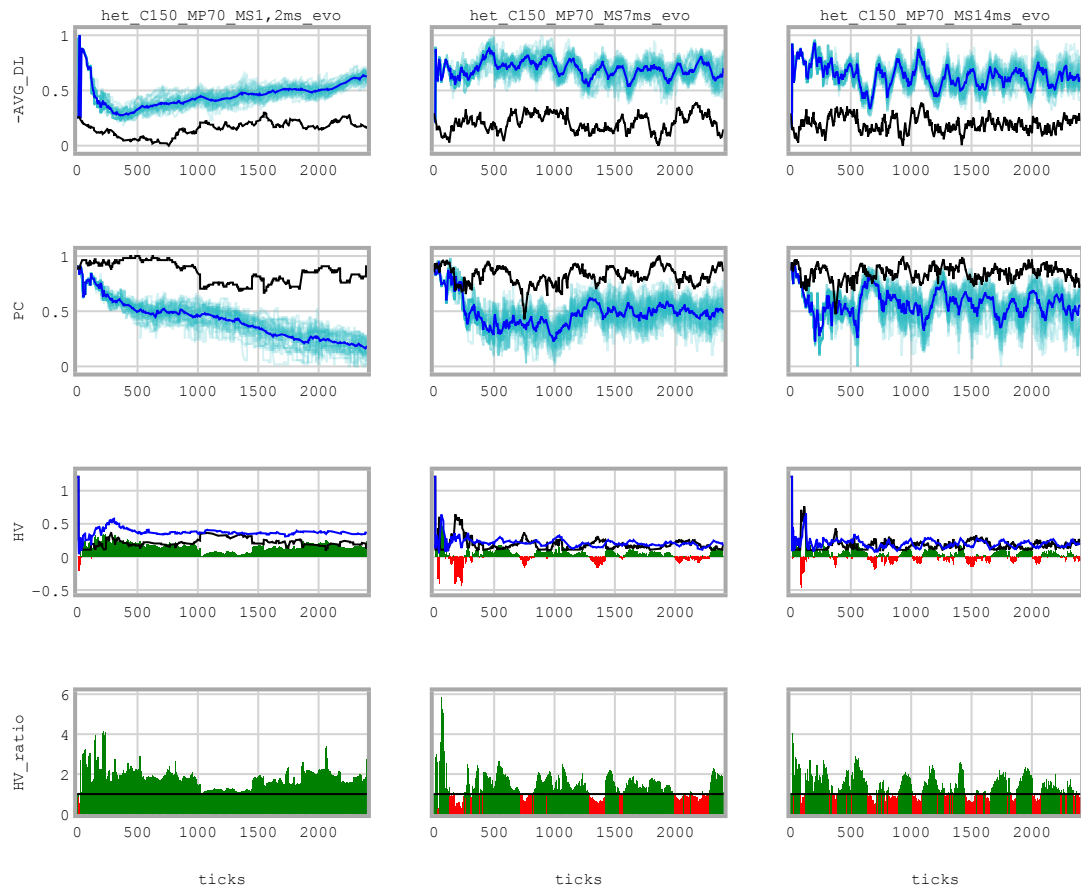 het_C150_MP70_MS1,2ms_evo het_C150_MP70_MS7ms_evo het_C150_MP70_MS14ms_evo
-AVG_DL
1
0.5
0
0 500 1000 1500 2000 0 500 1000 1500 2000 0 500 1000 1500 2000
PC
1
0.5
0
0 500 1000 1500 2000 0 500 1000 1500 2000 0 500 1000 1500 2000
HV
1
0.5
0
−0.5
0 500 1000 1500 2000 0 500 1000 1500 2000 0 500 1000 1500 2000
HV_ratio
6
4
2
0
0 500 1000 1500 2000 0 500 1000 1500 2000 0 500 1000 1500 2000
ticks ticks ticks